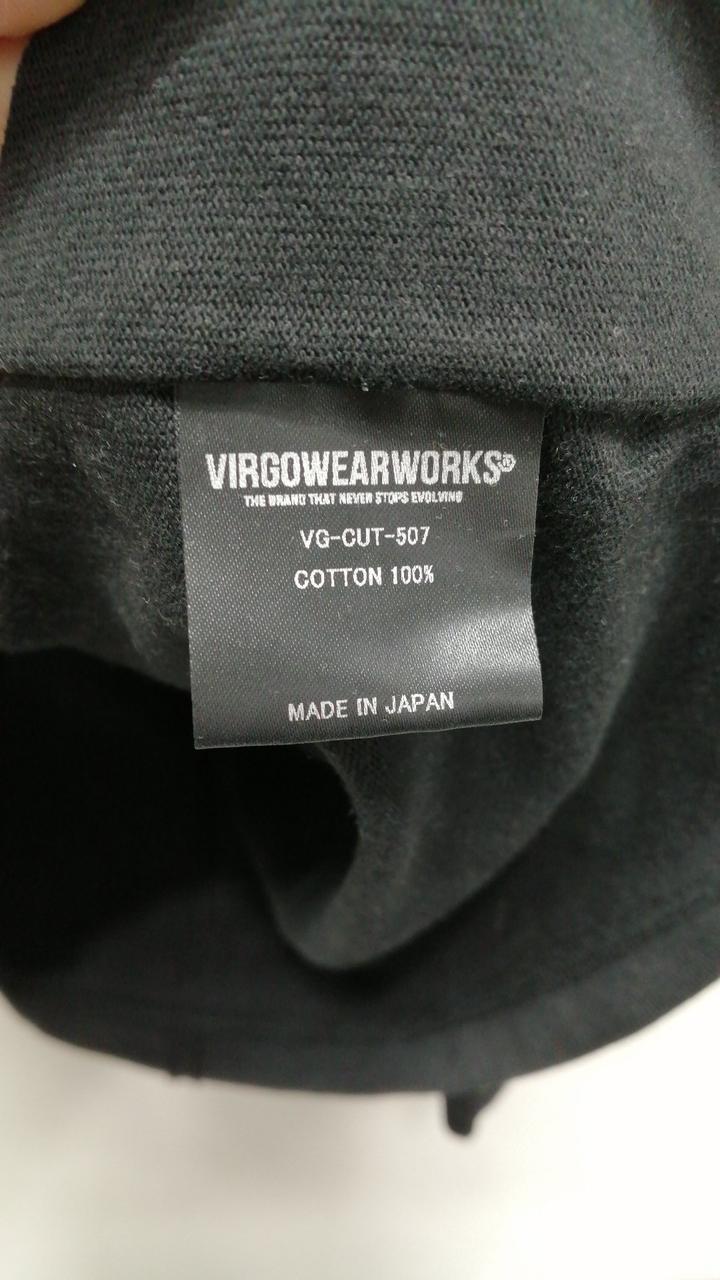 VIRGOWEARWORKS®
THE BRAND THAT NEVER STOPS EVOLVING
VG-CUT-507
COTTON 100%
MADE IN JAPAN